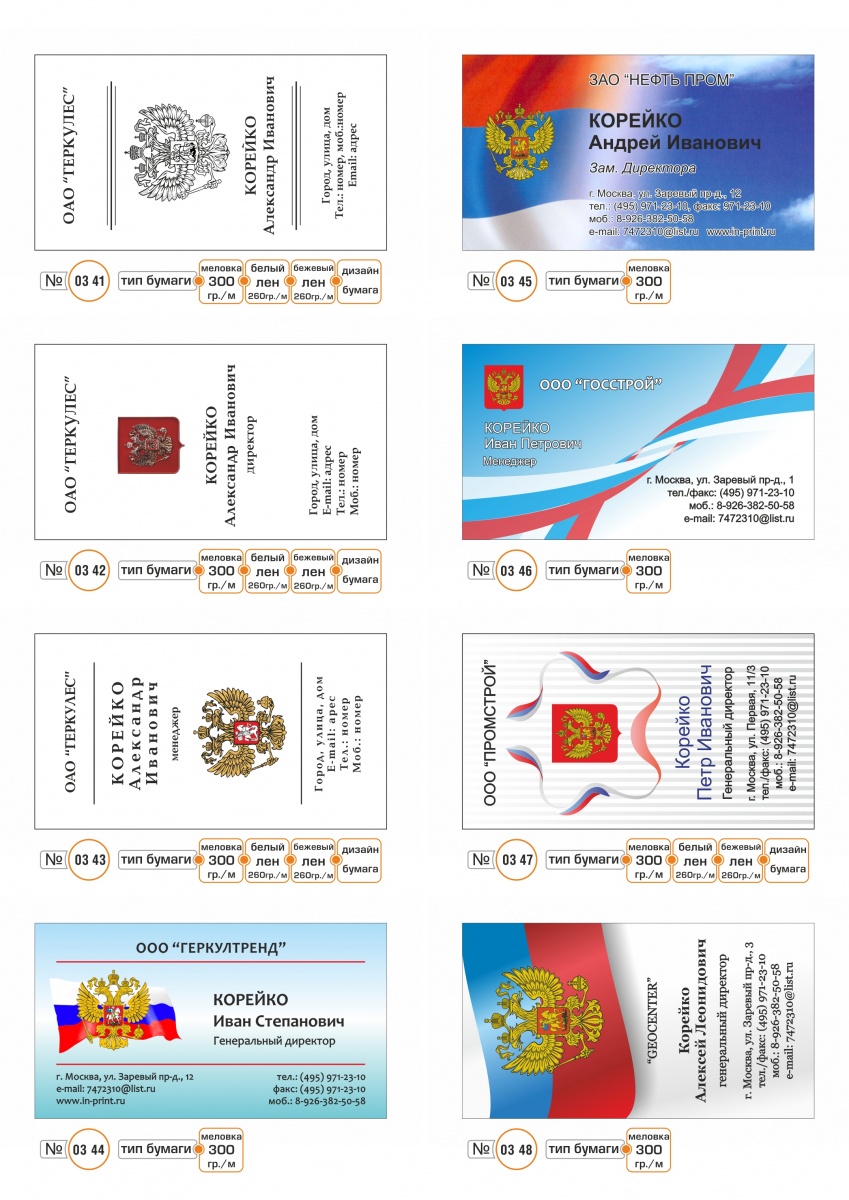 ОАО “ТЕРКУЛЕС”
КОРЕЙКО
Александр Иванович
Город, улица, дом
Тел.: номер, моб.:номер
Email: адрес
№ 03 41 тип бумаги
меловка
300
гр./м
белый
лен
260гр./м
бежевый
лен
260гр./м
дизайн
бумага
ОАО “ТЕРКУЛЕС”
КОРЕЙКО
Александр Иванович
директор
Город, улица, дом
E-mail: адрес
Тел.: номер
Моб.: номер
№ 03 42 тип бумаги
меловка
300
гр./м
белый
лен
260гр./м
бежевый
лен
260гр./м
дизайн
бумага
ОАО “ТЕРКУЛЕС”
КОРЕЙКО
Александр
Иванович
менеджер
Город, улица, дом
E-mail: арес
Тел.: номер
Моб.: номер
№ 03 43 тип бумаги
меловка
300
гр./м
белый
лен
260гр./м
бежевый
лен
260гр./м
дизайн
бумага
ООО “ГЕРКУЛТРЕНД”
КОРЕЙКО
Иван Степанович
Генеральный директор
г. Москва, ул. Заревый пр-д., 12
e-mail: 7472310@list.ru
www.in-print.ru
тел.: (495) 971-23-10
факс: (495) 971-23-10
моб.: 8-926-382-50-58
№ 03 44 тип бумаги
меловка
300
гр./м
ЗАО “НЕФТЬ ПРОМ”
КОРЕЙКО
Андрей Иванович
Зам. Директора
г. Москва, ул. Заревый пр-д., 12
тел.: (495) 971-23-10, факс: 971-23-10
моб.: 8-926-382-50-58
e-mail: 7472310@list.ru www.in-print.ru
№ 03 45 тип бумаги
меловка
300
гр./м
ООО “ГОССТРОЙ”
КОРЕЙКО
Иван Петрович
Мекеджер
г. Москва, ул. Заревый пр-д., 1
тел./факс: (495) 971-23-10
моб.: 8-926-382-50-58
e-mail: 7472310@list.ru
№ 03 46 тип бумаги
меловка
300
гр./м
ООО “ПРОМСТРОЙ”
Корейко
Петр Иванович
Генеральный директор
г. Москва, ул. Первая, 11/3
тел./факс: (495) 971-23-10
моб.: 8-926-382-50-58
e-mail: 7472310@list.ru
№ 03 47 тип бумаги
меловка
300
гр./м
белый
лен
260гр./м
бежевый
лен
260гр./м
дизайн
бумага
“GEOCENTER”
Корейко
Алексей Леонидович
генеральный директор
г. Москва, ул. Заревый пр-д., 3
тел./факс: (495) 971-23-10
моб.: 8-926-382-50-58
e-mail: 7472310@list.ru
№ 03 48 тип бумаги
меловка
300
гр./м